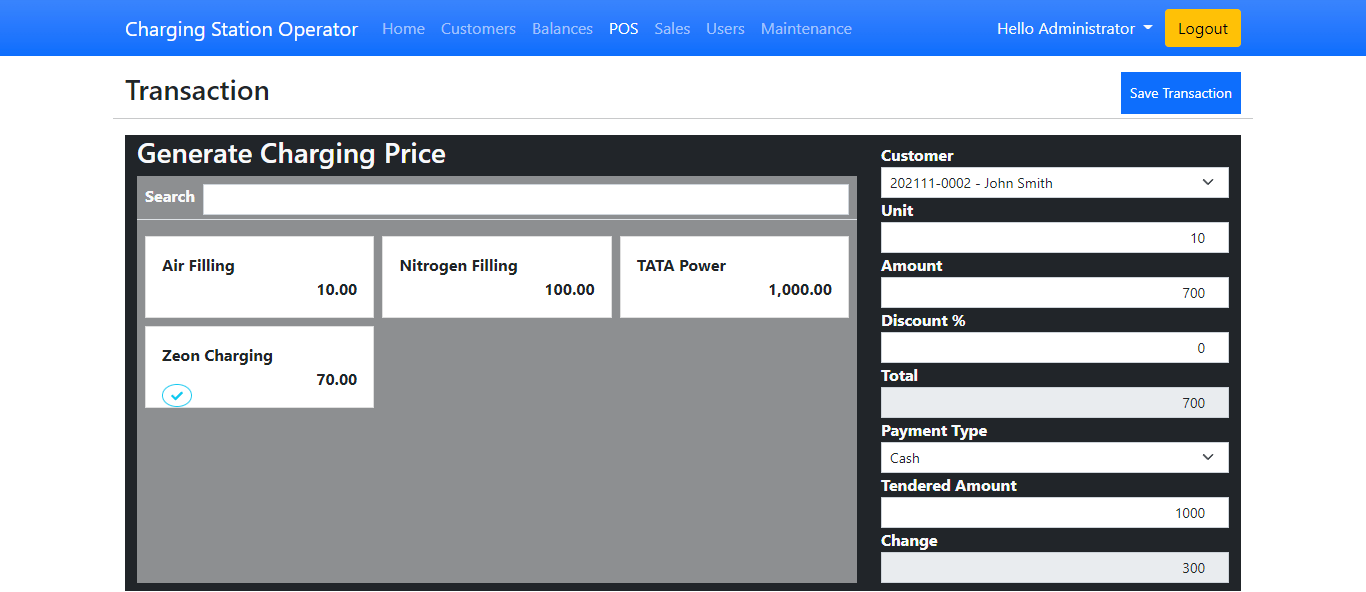 Charging Station Operator Home Customers Balances POS Sales Users Maintenance Hello Administrator Logout
Transaction
Save Transaction
Generate Charging Price
Search
Air Filling
10.00
Nitrogen Filling
100.00
TATA Power
1,000.00
Zeon Charging
70.00
Customer
202111-0002 - John Smith
Unit
10
Amount
700
Discount %
0
Total
700
Payment Type
Cash
Tendered Amount
1000
Change
300